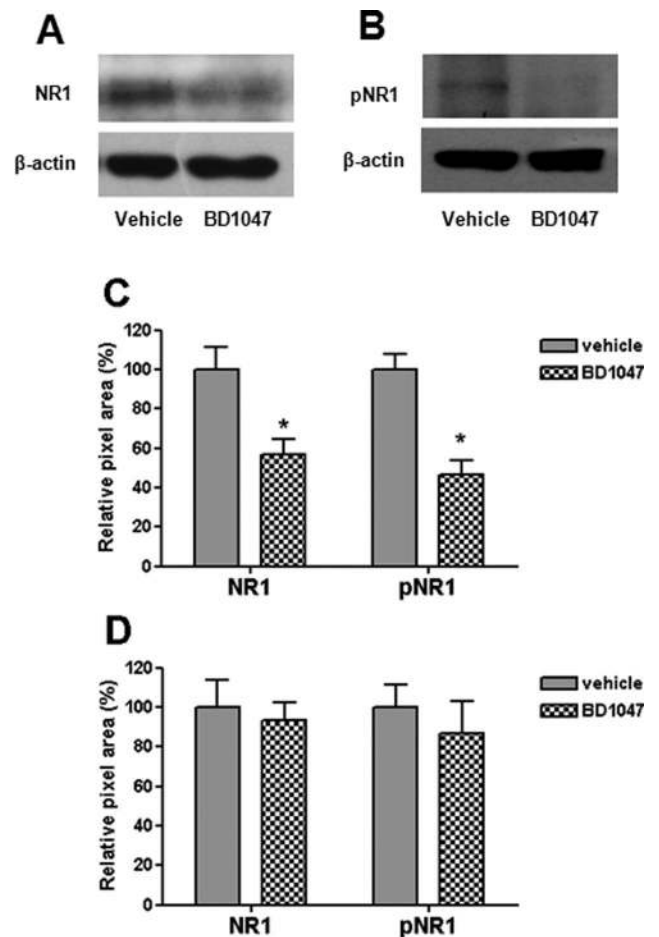 A
B
NR1
pNR1
β-actin
β-actin
Vehicle BD1047
Vehicle BD1047
C
120
100
80
60
40
20
0
Relative pixel area (%)
*
*
NR1
pNR1
vehicle
BD1047
D
120
100
80
60
40
20
0
Relative pixel area (%)
NR1
pNR1
vehicle
BD1047